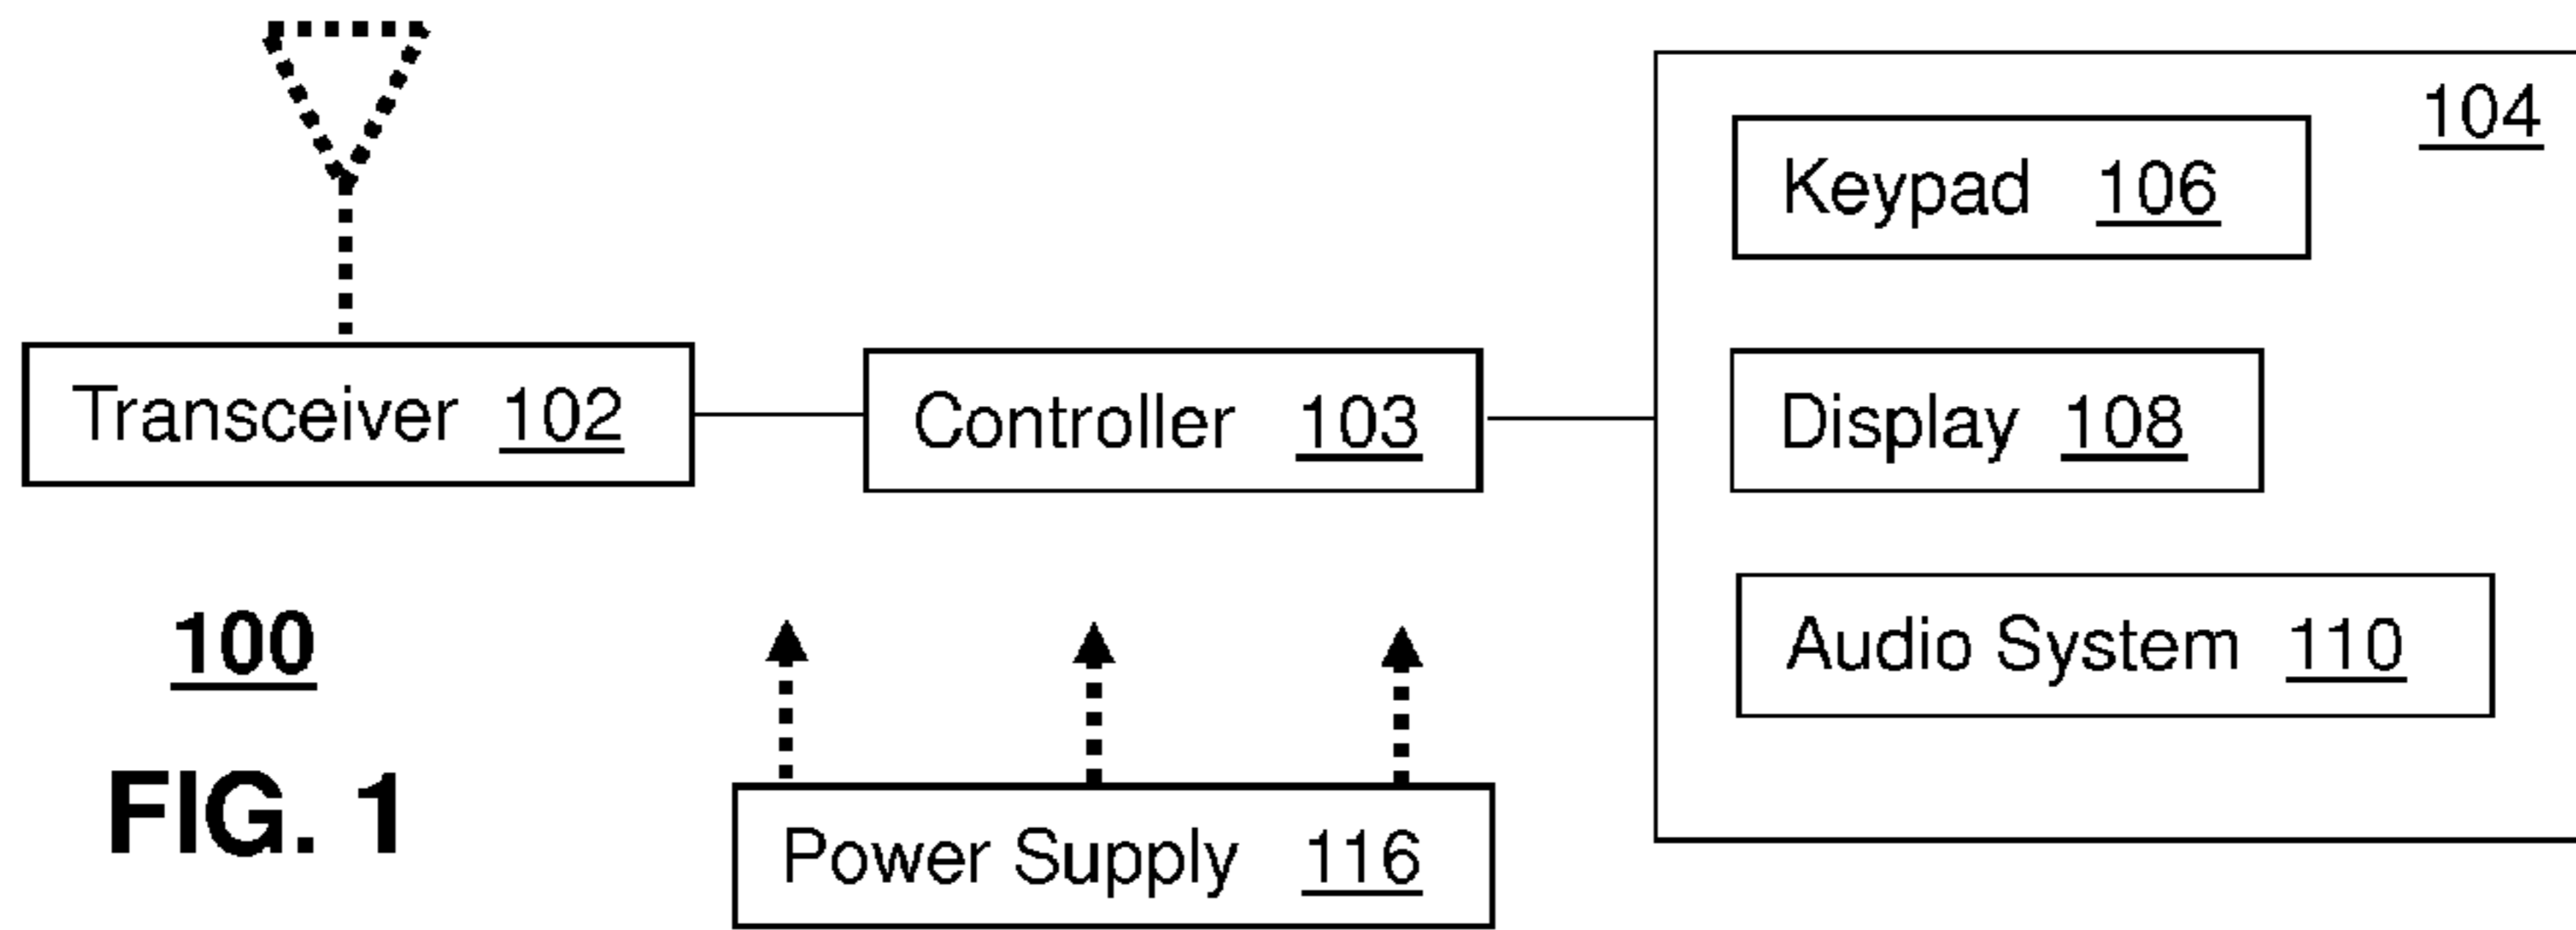 104
Keypad 106
Transceiver 102
Controller 103
Display 108
Audio System 110
100
Power Supply 116
FIG. 1